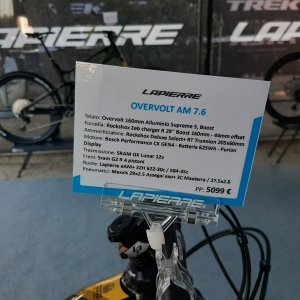 TREK
LAPIERRE
LAPIERRE
OVERVOLT AM 7.6
Telaio: Overvolt 160mm Alluminio Supreme 5, Boost
Forcella: Rockshox Zeb charger R 29" Boost 160mm - 44mm offset
Ammortizzatore: Rockshox Deluxe Select+ RT Trunnion 205x60mm
Motore: Bosch Performance CX GEN4 - Batteria 625Wh - Purion
Display
Trasmissione: SRAM GX Lunar 12v
Freni: Sram G2 R 4 pistoni
Ruote: Lapierre eAM+ 32H 622-30c / 584-35c
Pneumatici: Maxxis 29x2.5 Assegai exo+ 3C Maxterra / 27.5x2.8
PP: 5099 €
LAPIERRE